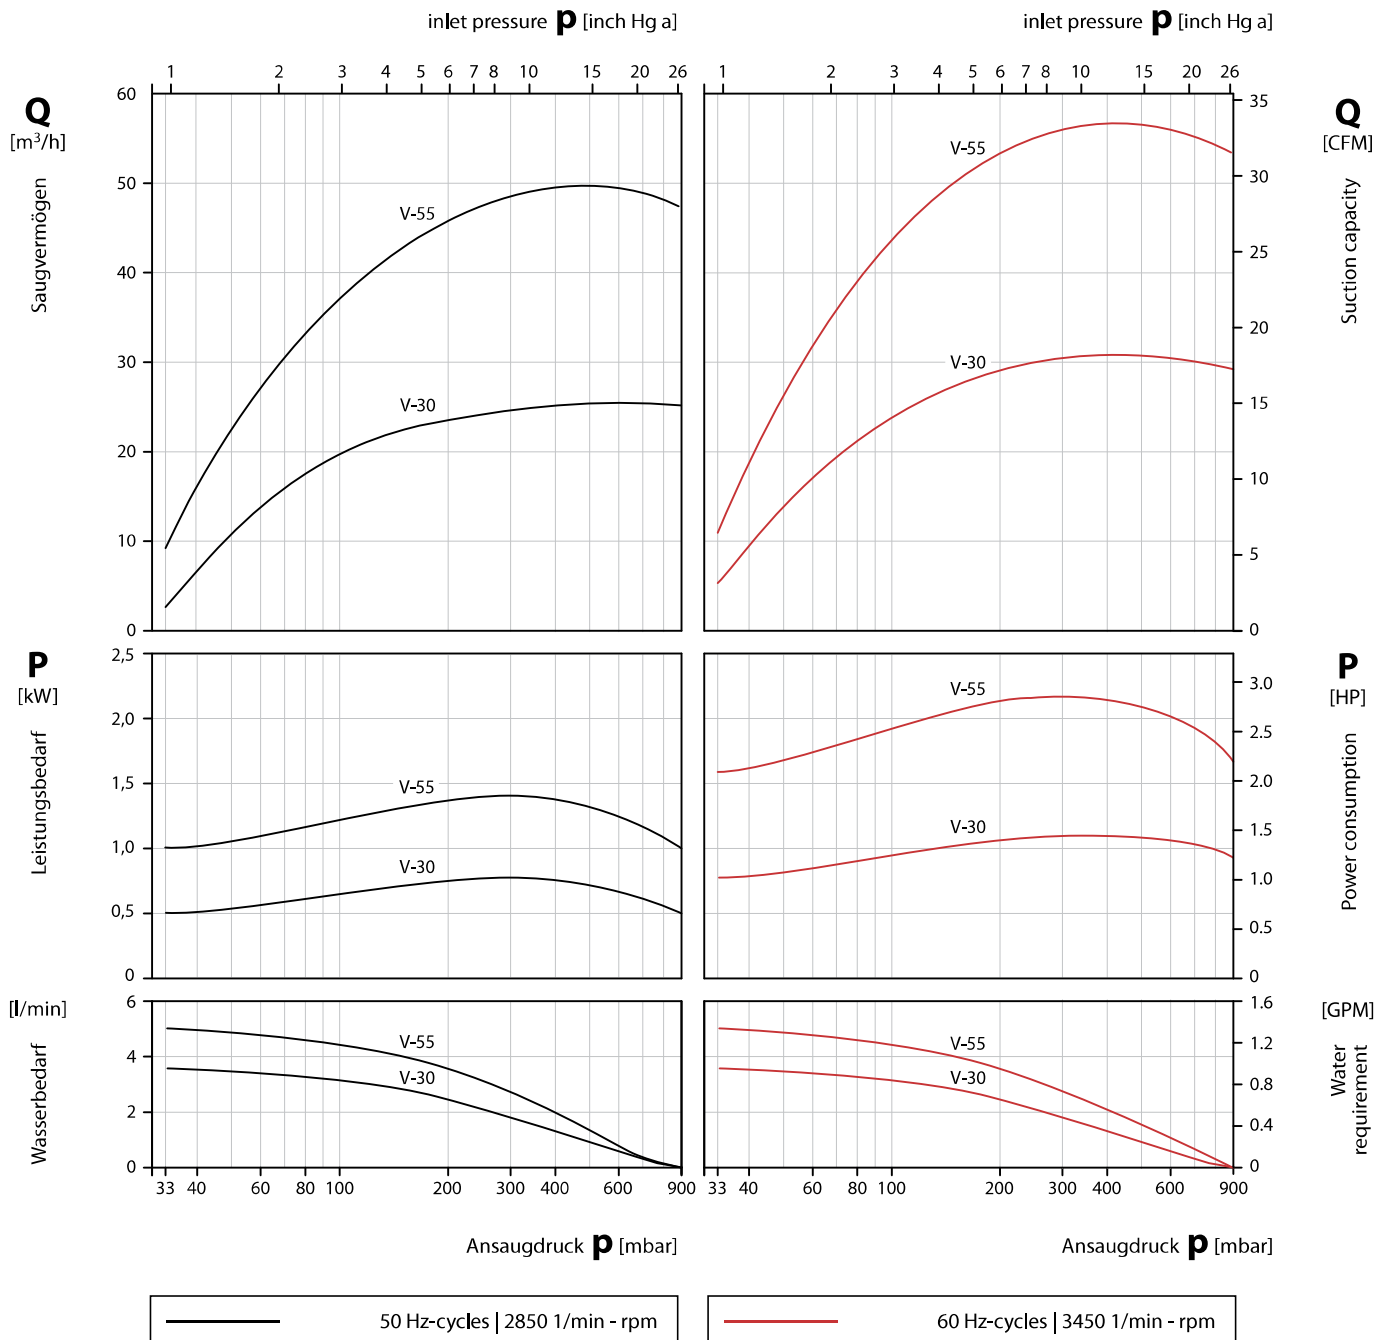 inlet pressure p [inch Hg a]
inlet pressure p [inch Hg a]
1 2 3 4 5 6 7 8 10 15 20 26
1 2 3 4 5 6 7 8 10 15 20 26
Q
[m³/h]
Saugvermögen
60
50
40
30
20
10
0
V-55
V-30
V-55
V-30
35
30
25
20
15
10
5
0
Q
[CFM]
Suction capacity
P
[kW]
Leistungsbedarf
2,5
2,0
1,5
1,0
0,5
0
V-55
V-30
V-55
V-30
3.0
2.5
2.0
1.5
1.0
0.5
0
P
[HP]
Power consumption
[l/min]
Wasserbedarf
6
4
2
0
V-55
V-30
V-55
V-30
1.6
1.2
0.8
0.4
0
[GPM]
Water
requirement
33 40 60 80 100 200 300 400 600 900
33 40 60 80 100 200 300 400 600 900
Ansaugdruck p [mbar]
Ansaugdruck p [mbar]
50 Hz-cycles | 2850 1/min - rpm
60 Hz-cycles | 3450 1/min - rpm